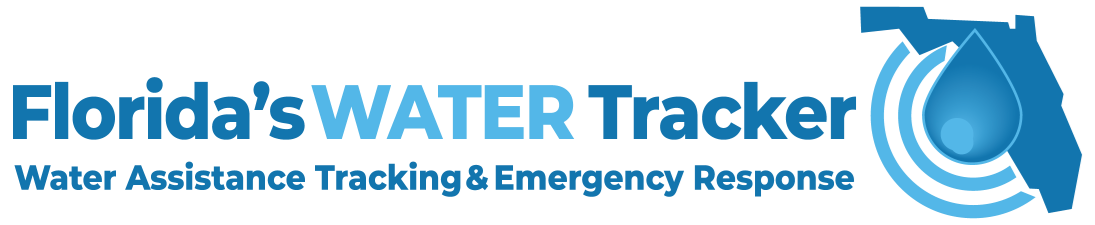 Florida’s WATER Tracker
Water Assistance Tracking & Emergency Response